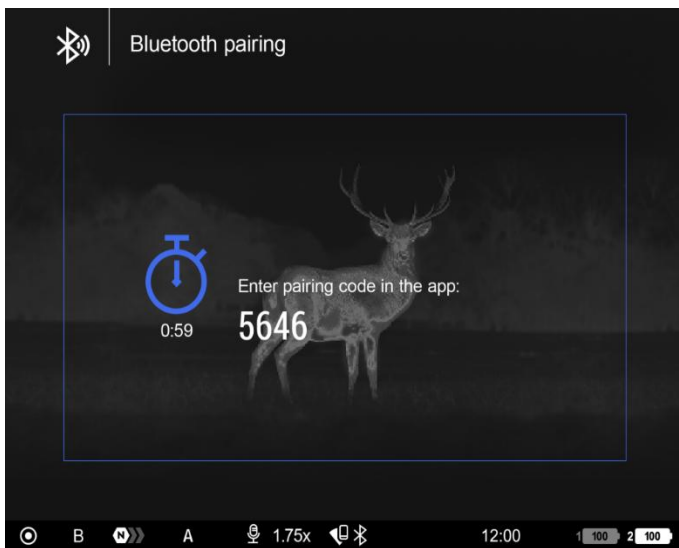 Bluetooth pairing
Enter pairing code in the app:
0:59
5646
B N A 1.75x 12:00 1 100 2 100